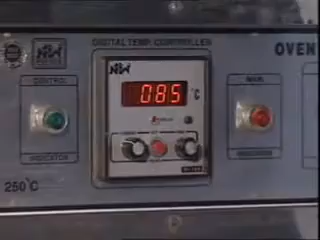 DIGITAL TEMP. CONTROLLER
OVEN
CONTROL
MAIN
085 °C
INDICATOR
INDICATOR
250°C